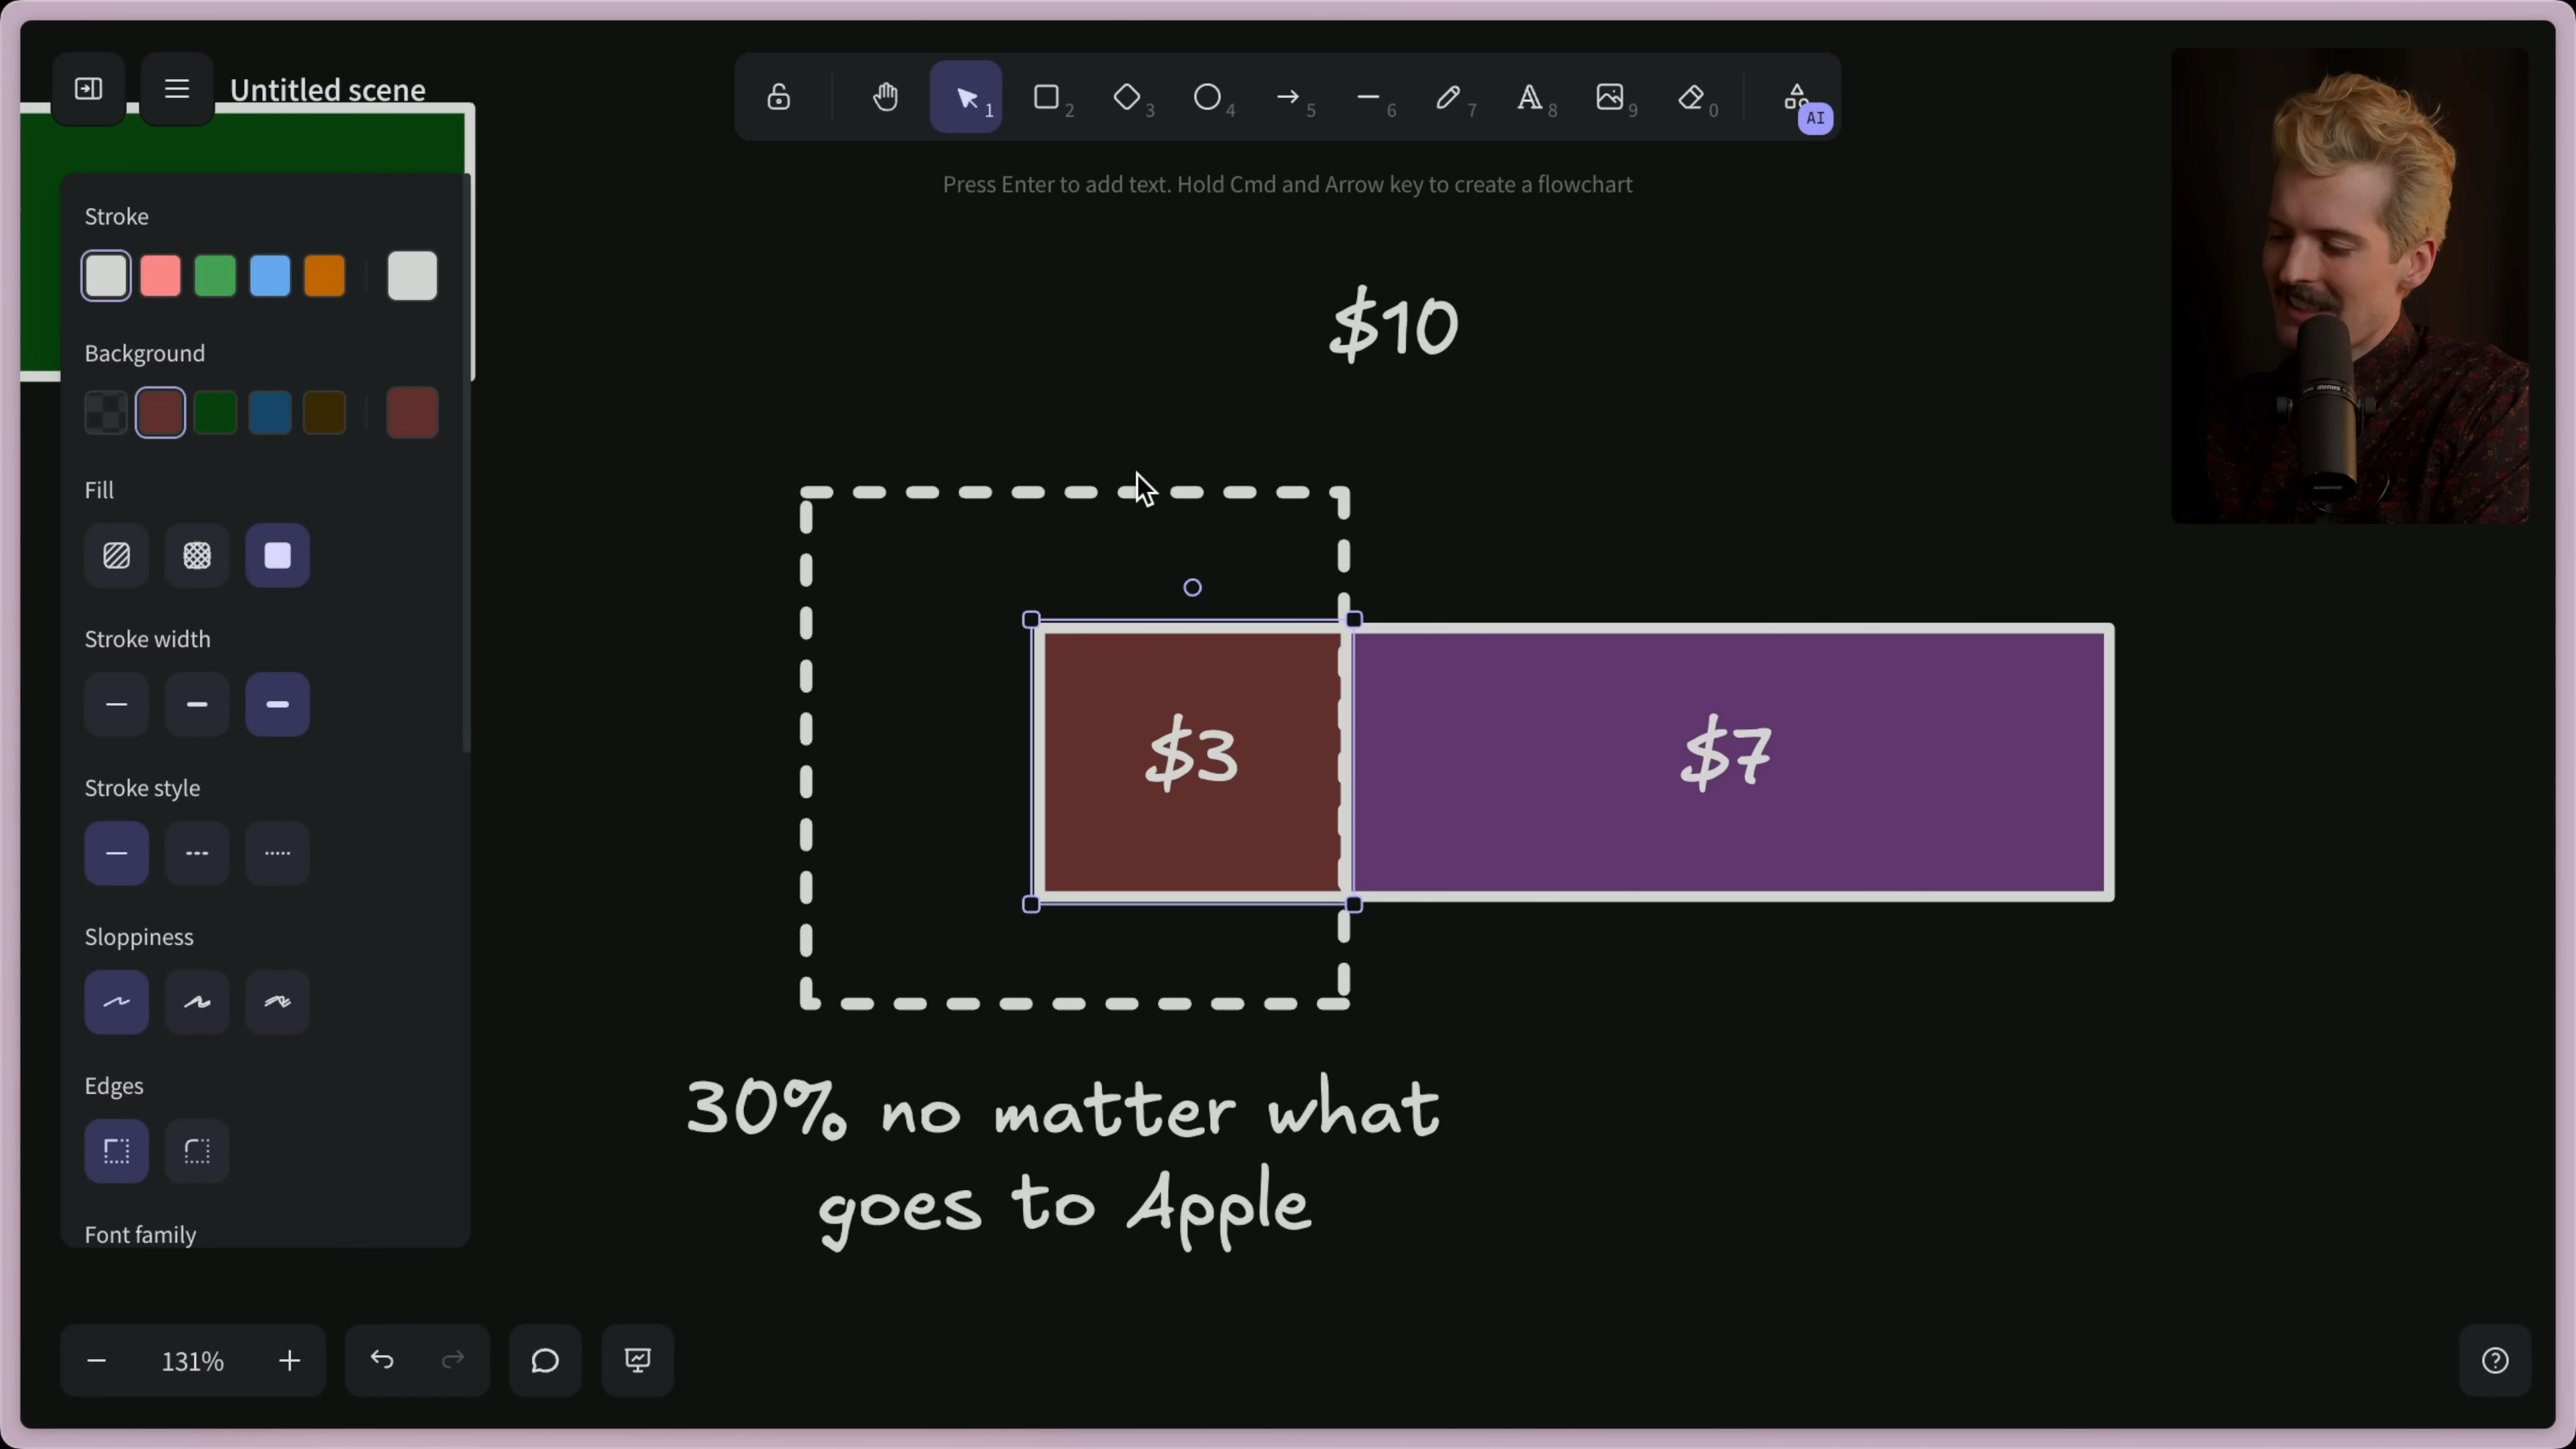 Untitled scene
1
2
3
4
5
6
7
8
9
0
AI
Press Enter to add text. Hold Cmd and Arrow key to create a flowchart
Stroke
Background
Fill
Stroke width
Stroke style
Sloppiness
Edges
Font family
$10
$3
$7
30% no matter what
goes to Apple
131%